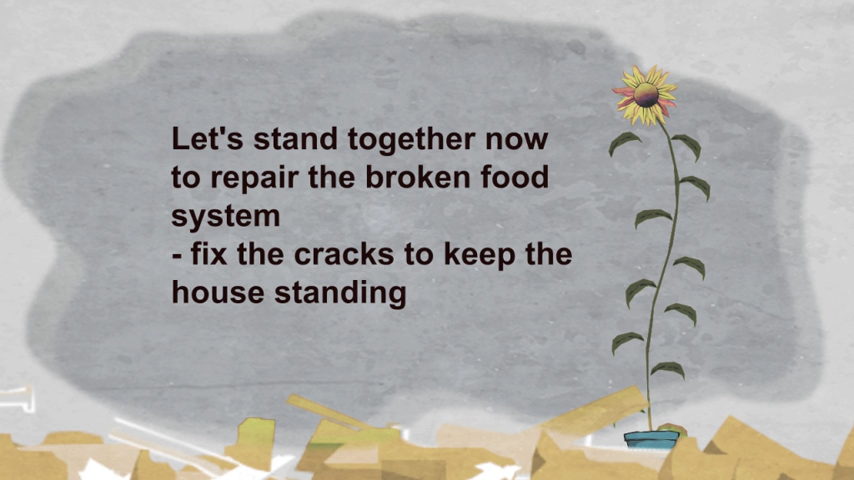 Let's stand together now
to repair the broken food
system
- fix the cracks to keep the
house standing